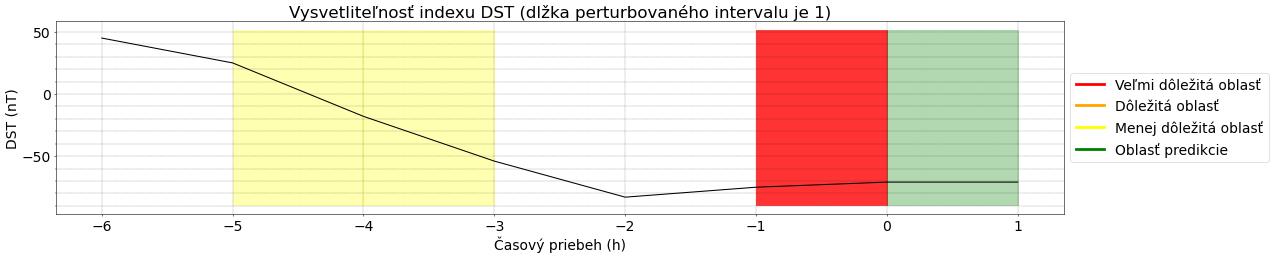 Vysvetliteľnosť indexu DST (dĺžka perturbovaného intervalu je 1)
50
0
−50
DST (nT)
−6 −5 −4 −3 −2 −1 0 1
Časový priebeh (h)
Veľmi dôležitá oblasť
Dôležitá oblasť
Menej dôležitá oblasť
Oblasť predikcie